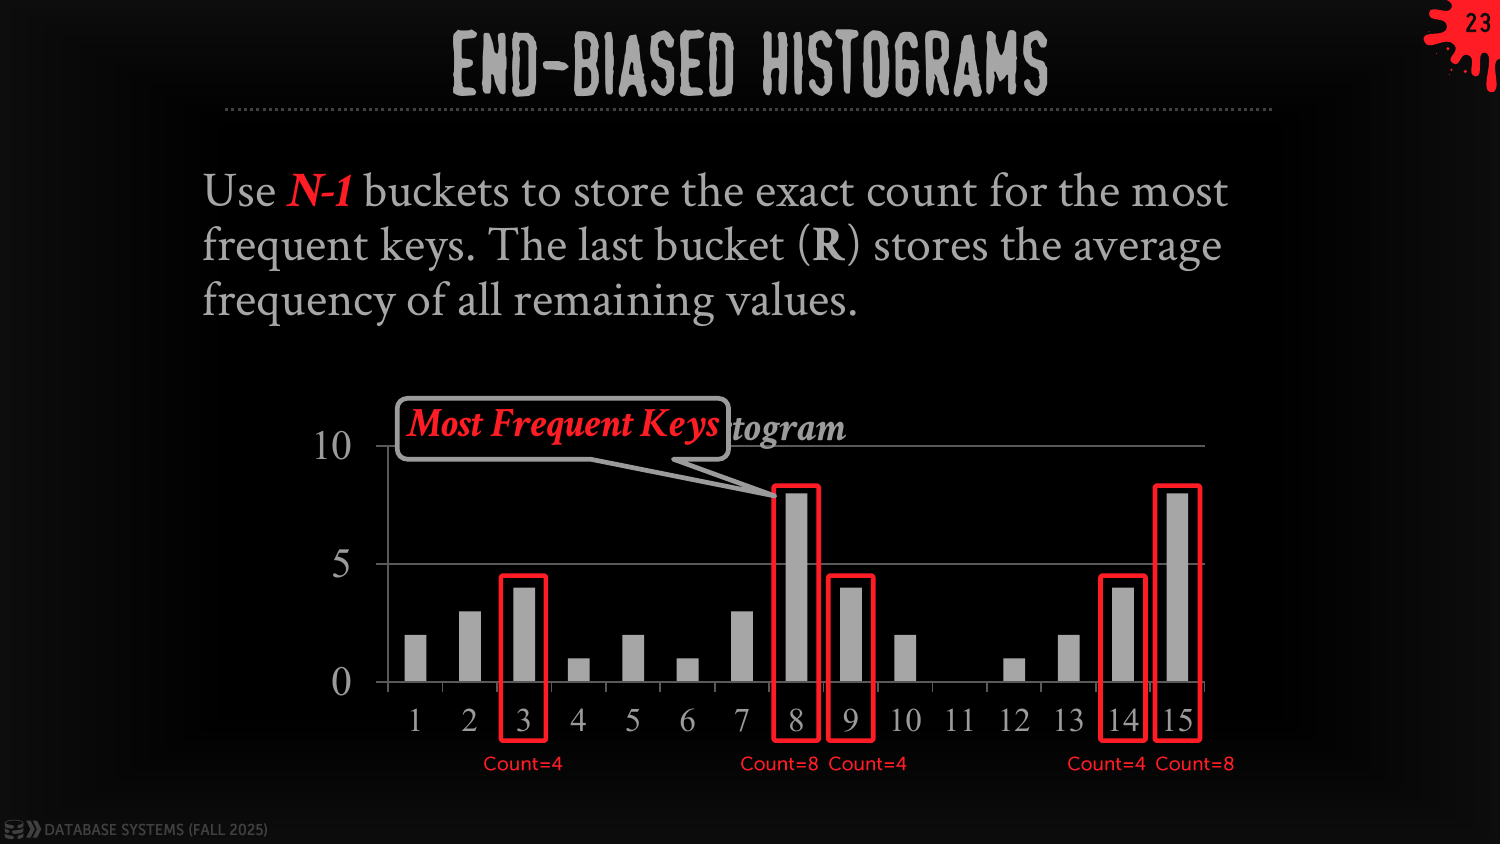 23
END-BIASED HISTOGRAMS
Use N-1 buckets to store the exact count for the most
frequent keys. The last bucket (R) stores the average
frequency of all remaining values.
Most Frequent Keys
togram
10
5
0
1 2 3 4 5 6 7 8 9 10 11 12 13 14 15
Count=4 Count=8 Count=4 Count=4 Count=8
DATABASE SYSTEMS (FALL 2025)